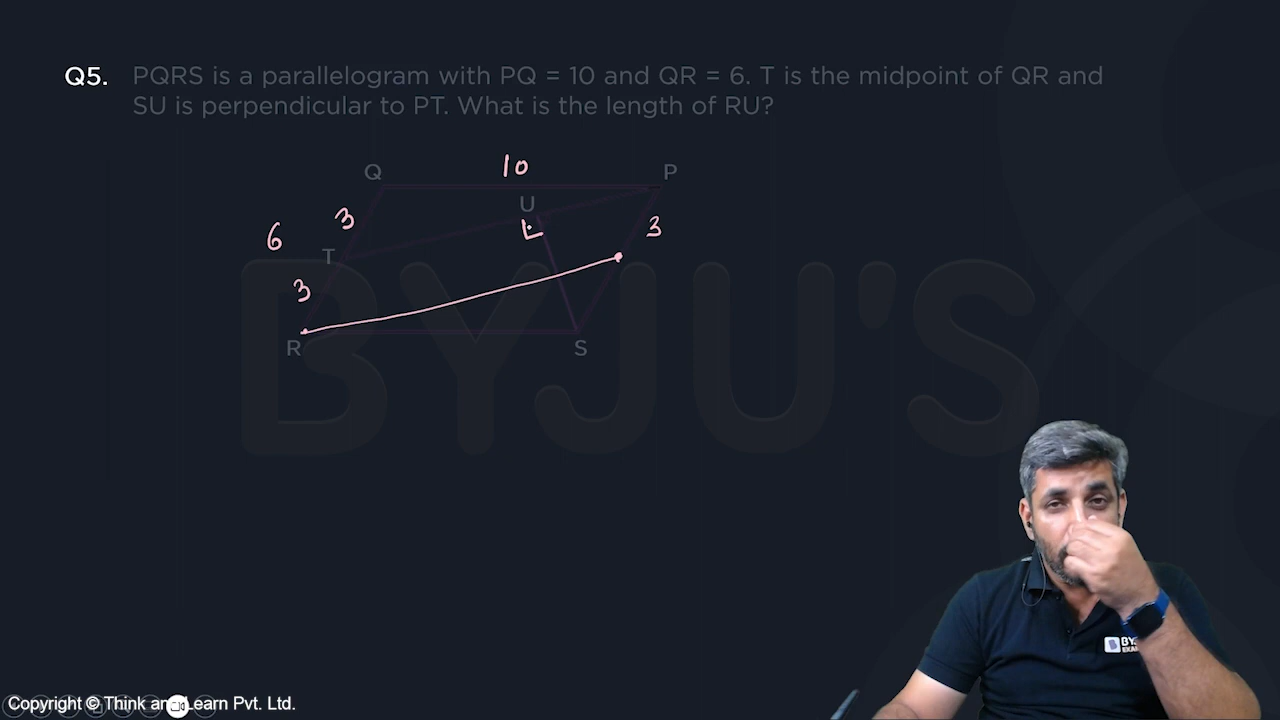 Q5. PQRS is a parallelogram with PQ = 10 and QR = 6. T is the midpoint of QR and
SU is perpendicular to PT. What is the length of RU?
10
Q
P
U
3
3
6
T
3
R
S
BYJU'S
BY
EXA
Copyright © Think and Learn Pvt. Ltd.